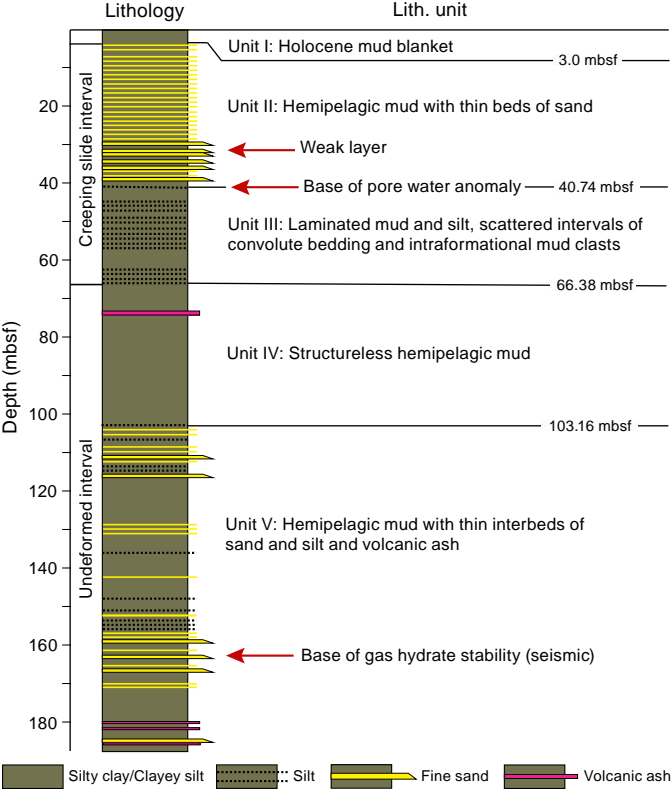 Lithology
Lith. unit
Unit I: Holocene mud blanket
3.0 mbsf
20
Unit II: Hemipelagic mud with thin beds of sand
Weak layer
40
Base of pore water anomaly
40.74 mbsf
Creeping slide interval
Unit III: Laminated mud and silt, scattered intervals of
convolute bedding and intraformational mud clasts
60
66.38 mbsf
80
Unit IV: Structureless hemipelagic mud
Depth (mbsf)
100
103.16 mbsf
120
Undeformed interval
Unit V: Hemipelagic mud with thin interbeds of
sand and silt and volcanic ash
140
160
Base of gas hydrate stability (seismic)
180
Silty clay/Clayey silt
Silt
Fine sand
Volcanic ash